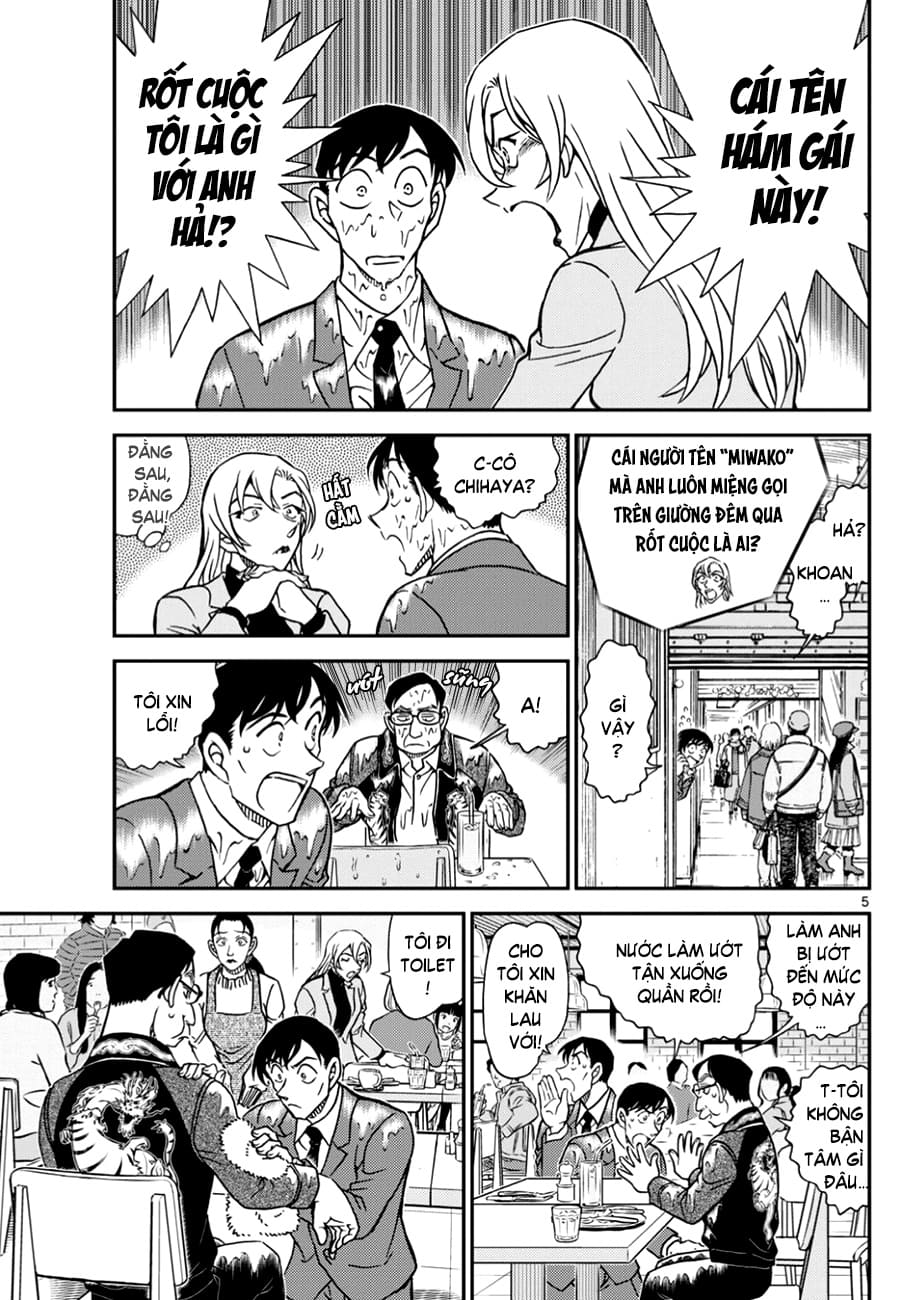 CÁI TÊN
HÁM GÁI
NÀY!
RỐT CUỘC
TÔI LÀ GÌ
VỚI ANH
HẢ!?
CÁI NGƯỜI TÊN “MIWAKO”
MÀ ANH LUÔN MIỆNG GỌI
TRÊN GIƯỜNG ĐÊM QUA
RỐT CUỘC LÀ AI?
HẢ?
KHOAN
...
GÌ
VẬY?
C-CÔ
CHIHAYA?
HẤT
CẰM
ĐẰNG
SAU,
ĐẰNG
SAU!
A!
ƯỚT
SŨNG
TÔI XIN
LỖI!
5
LÀM ANH
BỊ ƯỚT
ĐẾN MỨC
ĐỘ NÀY
...
NƯỚC LÀM ƯỚT
TẬN XUỐNG
QUẦN RỒI!
CHO
TÔI XIN
KHĂN
LAU
VỚI!
T-TÔI
KHÔNG
BẬN
TÂM GÌ
ĐÂU...
TÔI ĐI
TOILET
!